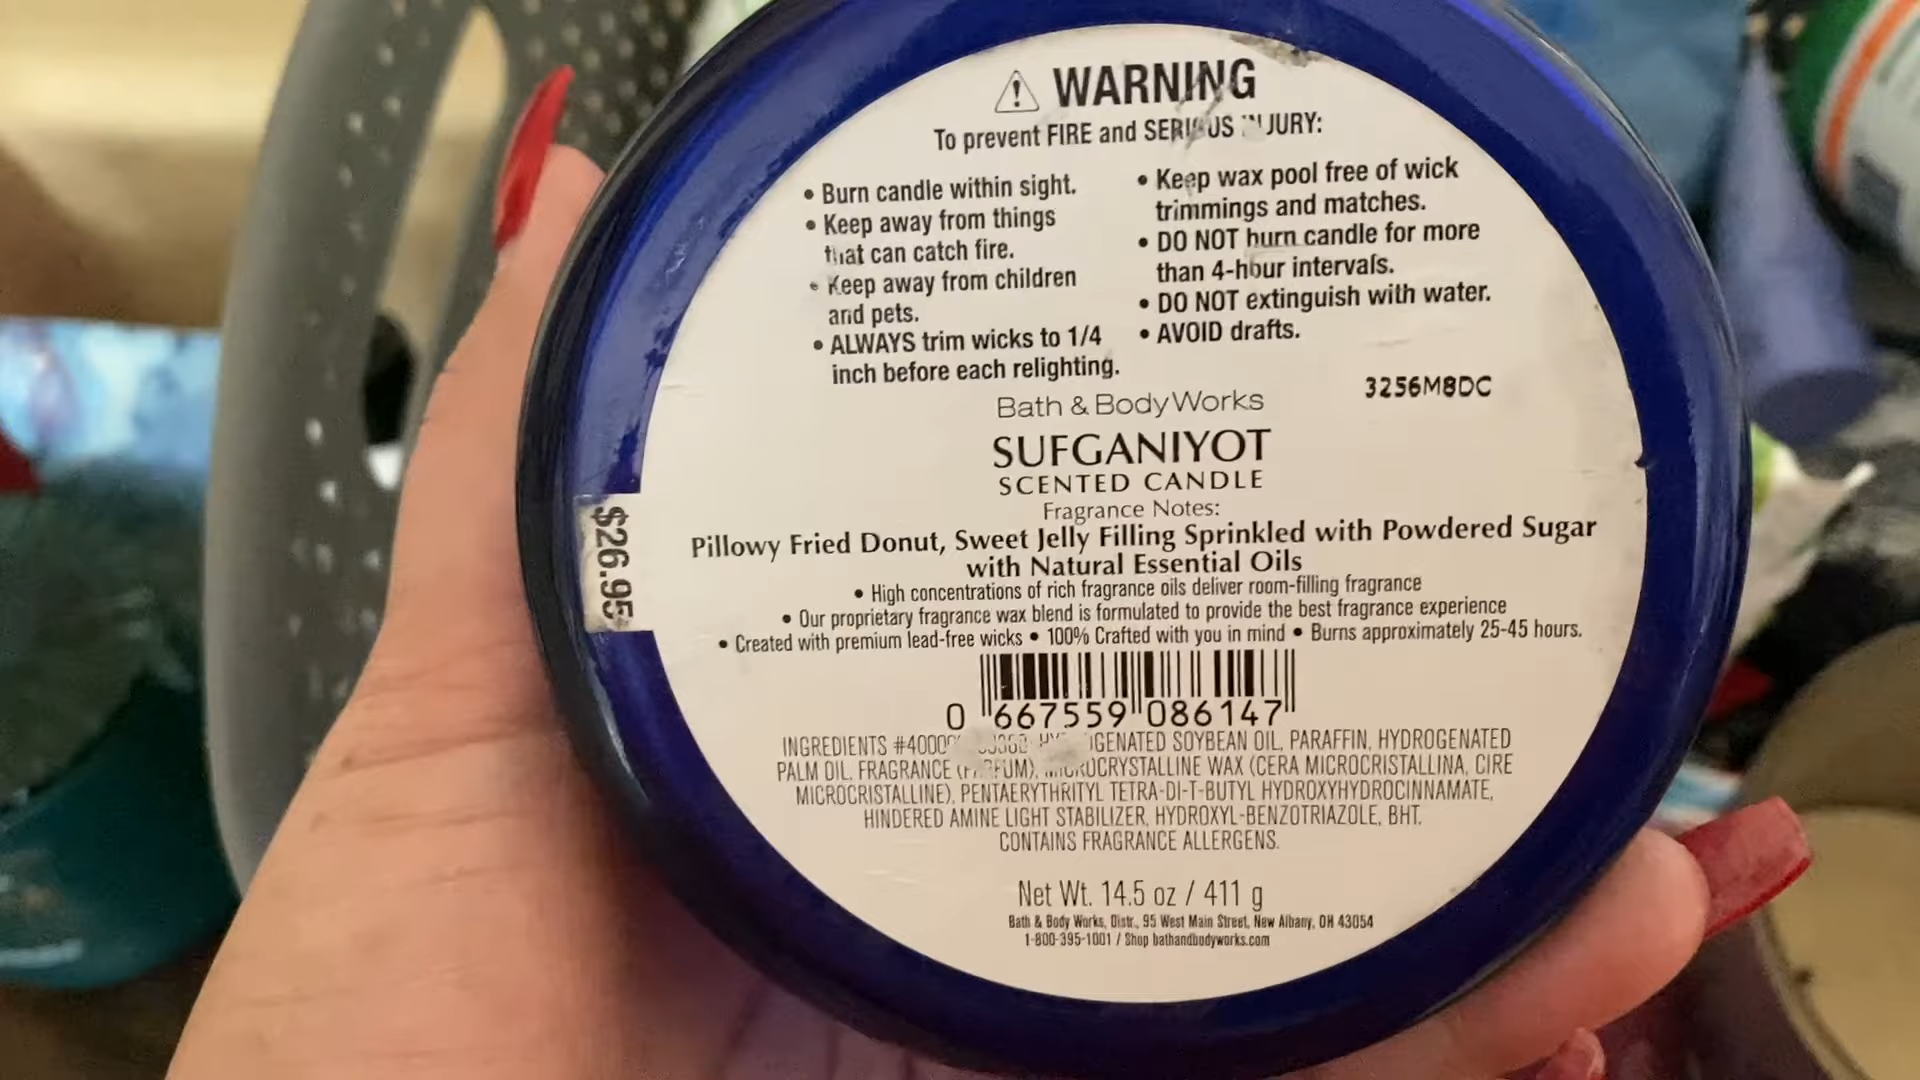 WARNING
To prevent FIRE and SERIOUS INJURY:
• Burn candle within sight.
• Keep away from things
that can catch fire.
• Keep away from children
and pets.
• ALWAYS trim wicks to 1/4
inch before each relighting.
• Keep wax pool free of wick
trimmings and matches.
• DO NOT burn candle for more
than 4-hour intervals.
• DO NOT extinguish with water.
• AVOID drafts.
3256M8DC
Bath & Body Works
SUFGANIYOT
SCENTED CANDLE
Fragrance Notes:
Pillowy Fried Donut, Sweet Jelly Filling Sprinkled with Powdered Sugar
with Natural Essential Oils
• High concentrations of rich fragrance oils deliver room-filling fragrance
• Our proprietary fragrance wax blend is formulated to provide the best fragrance experience
• Created with premium lead-free wicks • 100% Crafted with you in mind • Burns approximately 25-45 hours.
$26.95
0 667559 086147
INGREDIENTS HYDROGENATED SOYBEAN OIL, PARAFFIN, HYDROGENATED
PALM OIL, FRAGRANCE (PARFUM), MICROCRYSTALLINE WAX (CERA MICROCRISTALLINA, CIRE
MICROCRISTALLINE), PENTAERYTHRITYL TETRA-DI-T-BUTYL HYDROXYHYDROCINNAMATE,
HINDERED AMINE LIGHT STABILIZER, HYDROXYL-BENZOTRIAZOLE, BHT.
CONTAINS FRAGRANCE ALLERGENS.
Net Wt. 14.5 oz / 411 g
Bath & Body Works, Distr., 95 West Main Street, New Albany, OH 43054
1-800-395-1001 / Shop bathandbodyworks.com